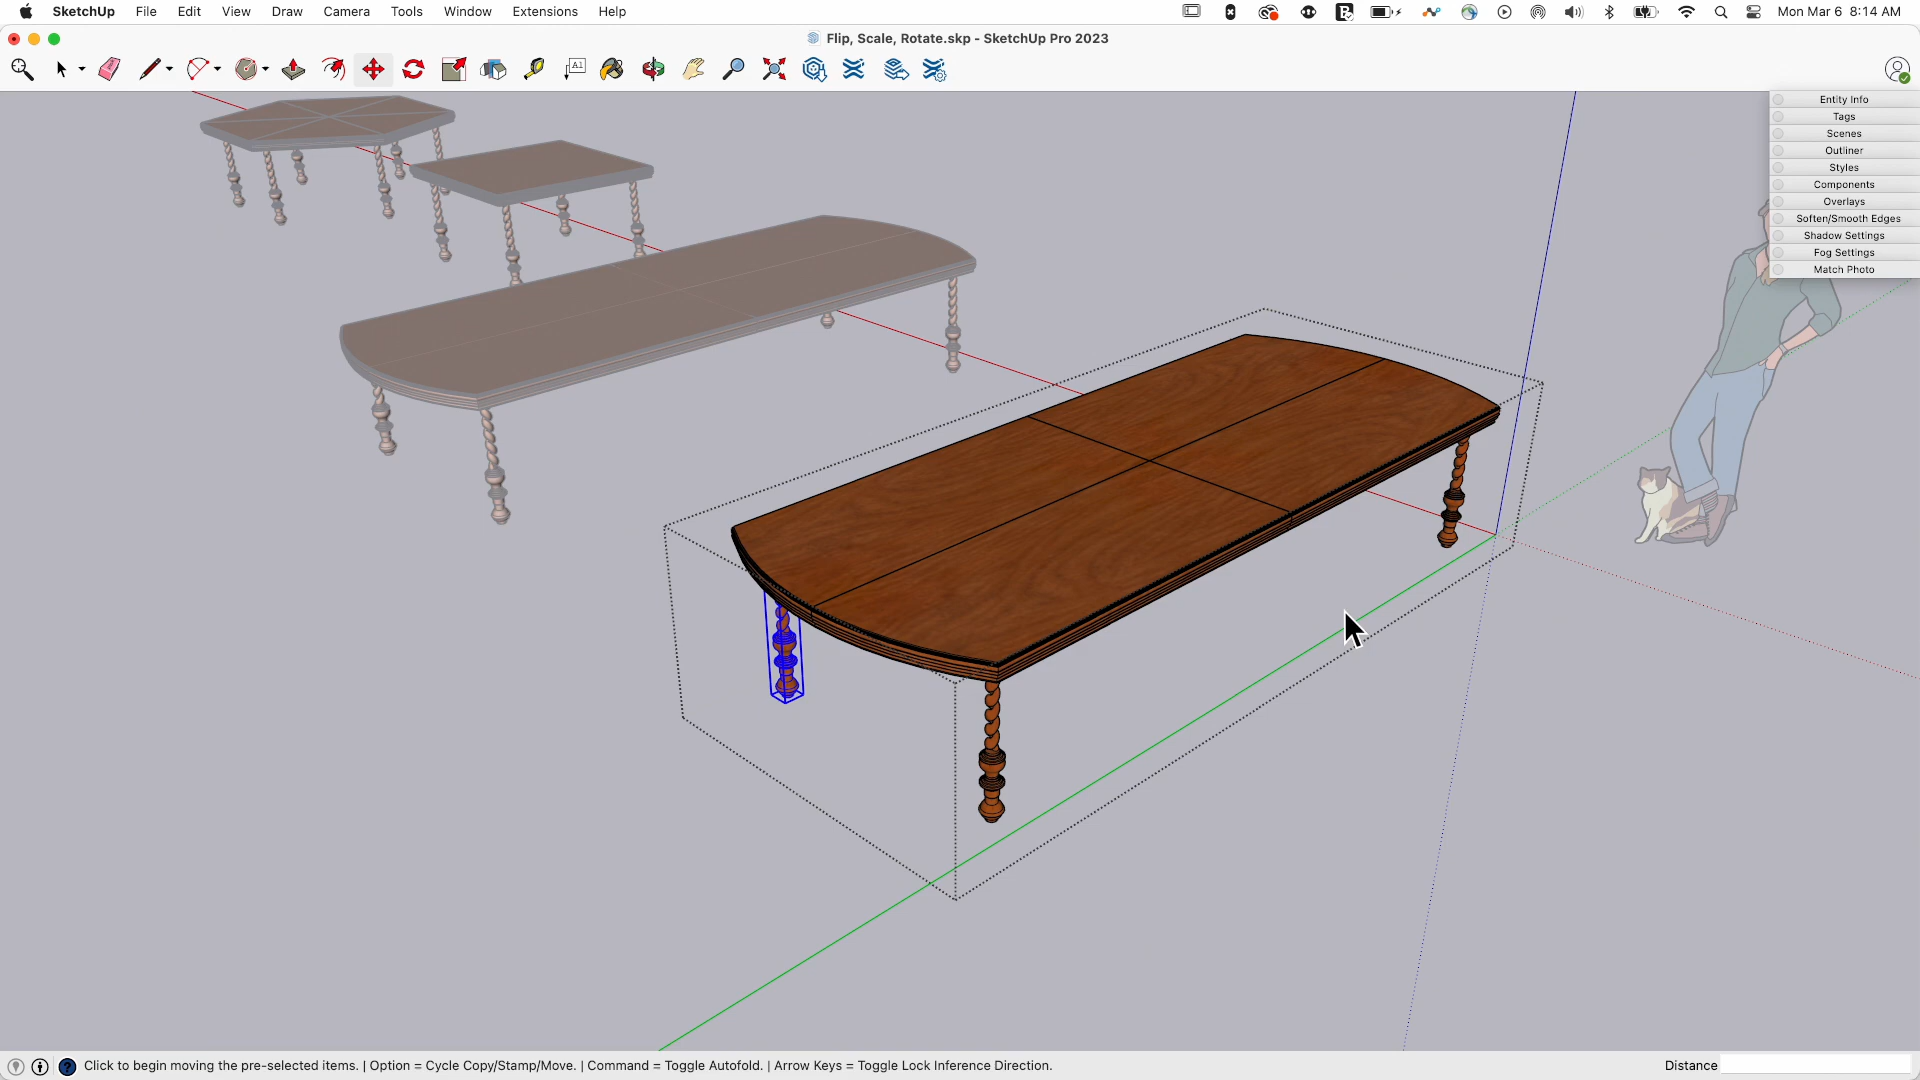 SketchUp File Edit View Draw Camera Tools Window Extensions Help Mon Mar 6 8:14 AM
Flip, Scale, Rotate.skp - SketchUp Pro 2023
A1
Entity Info
Tags
Scenes
Outliner
Styles
Components
Overlays
Soften/Smooth Edges
Shadow Settings
Fog Settings
Match Photo
Click to begin moving the pre-selected items. | Option = Cycle Copy/Stamp/Move. | Command = Toggle Autofold. | Arrow Keys = Toggle Lock Inference Direction. Distance